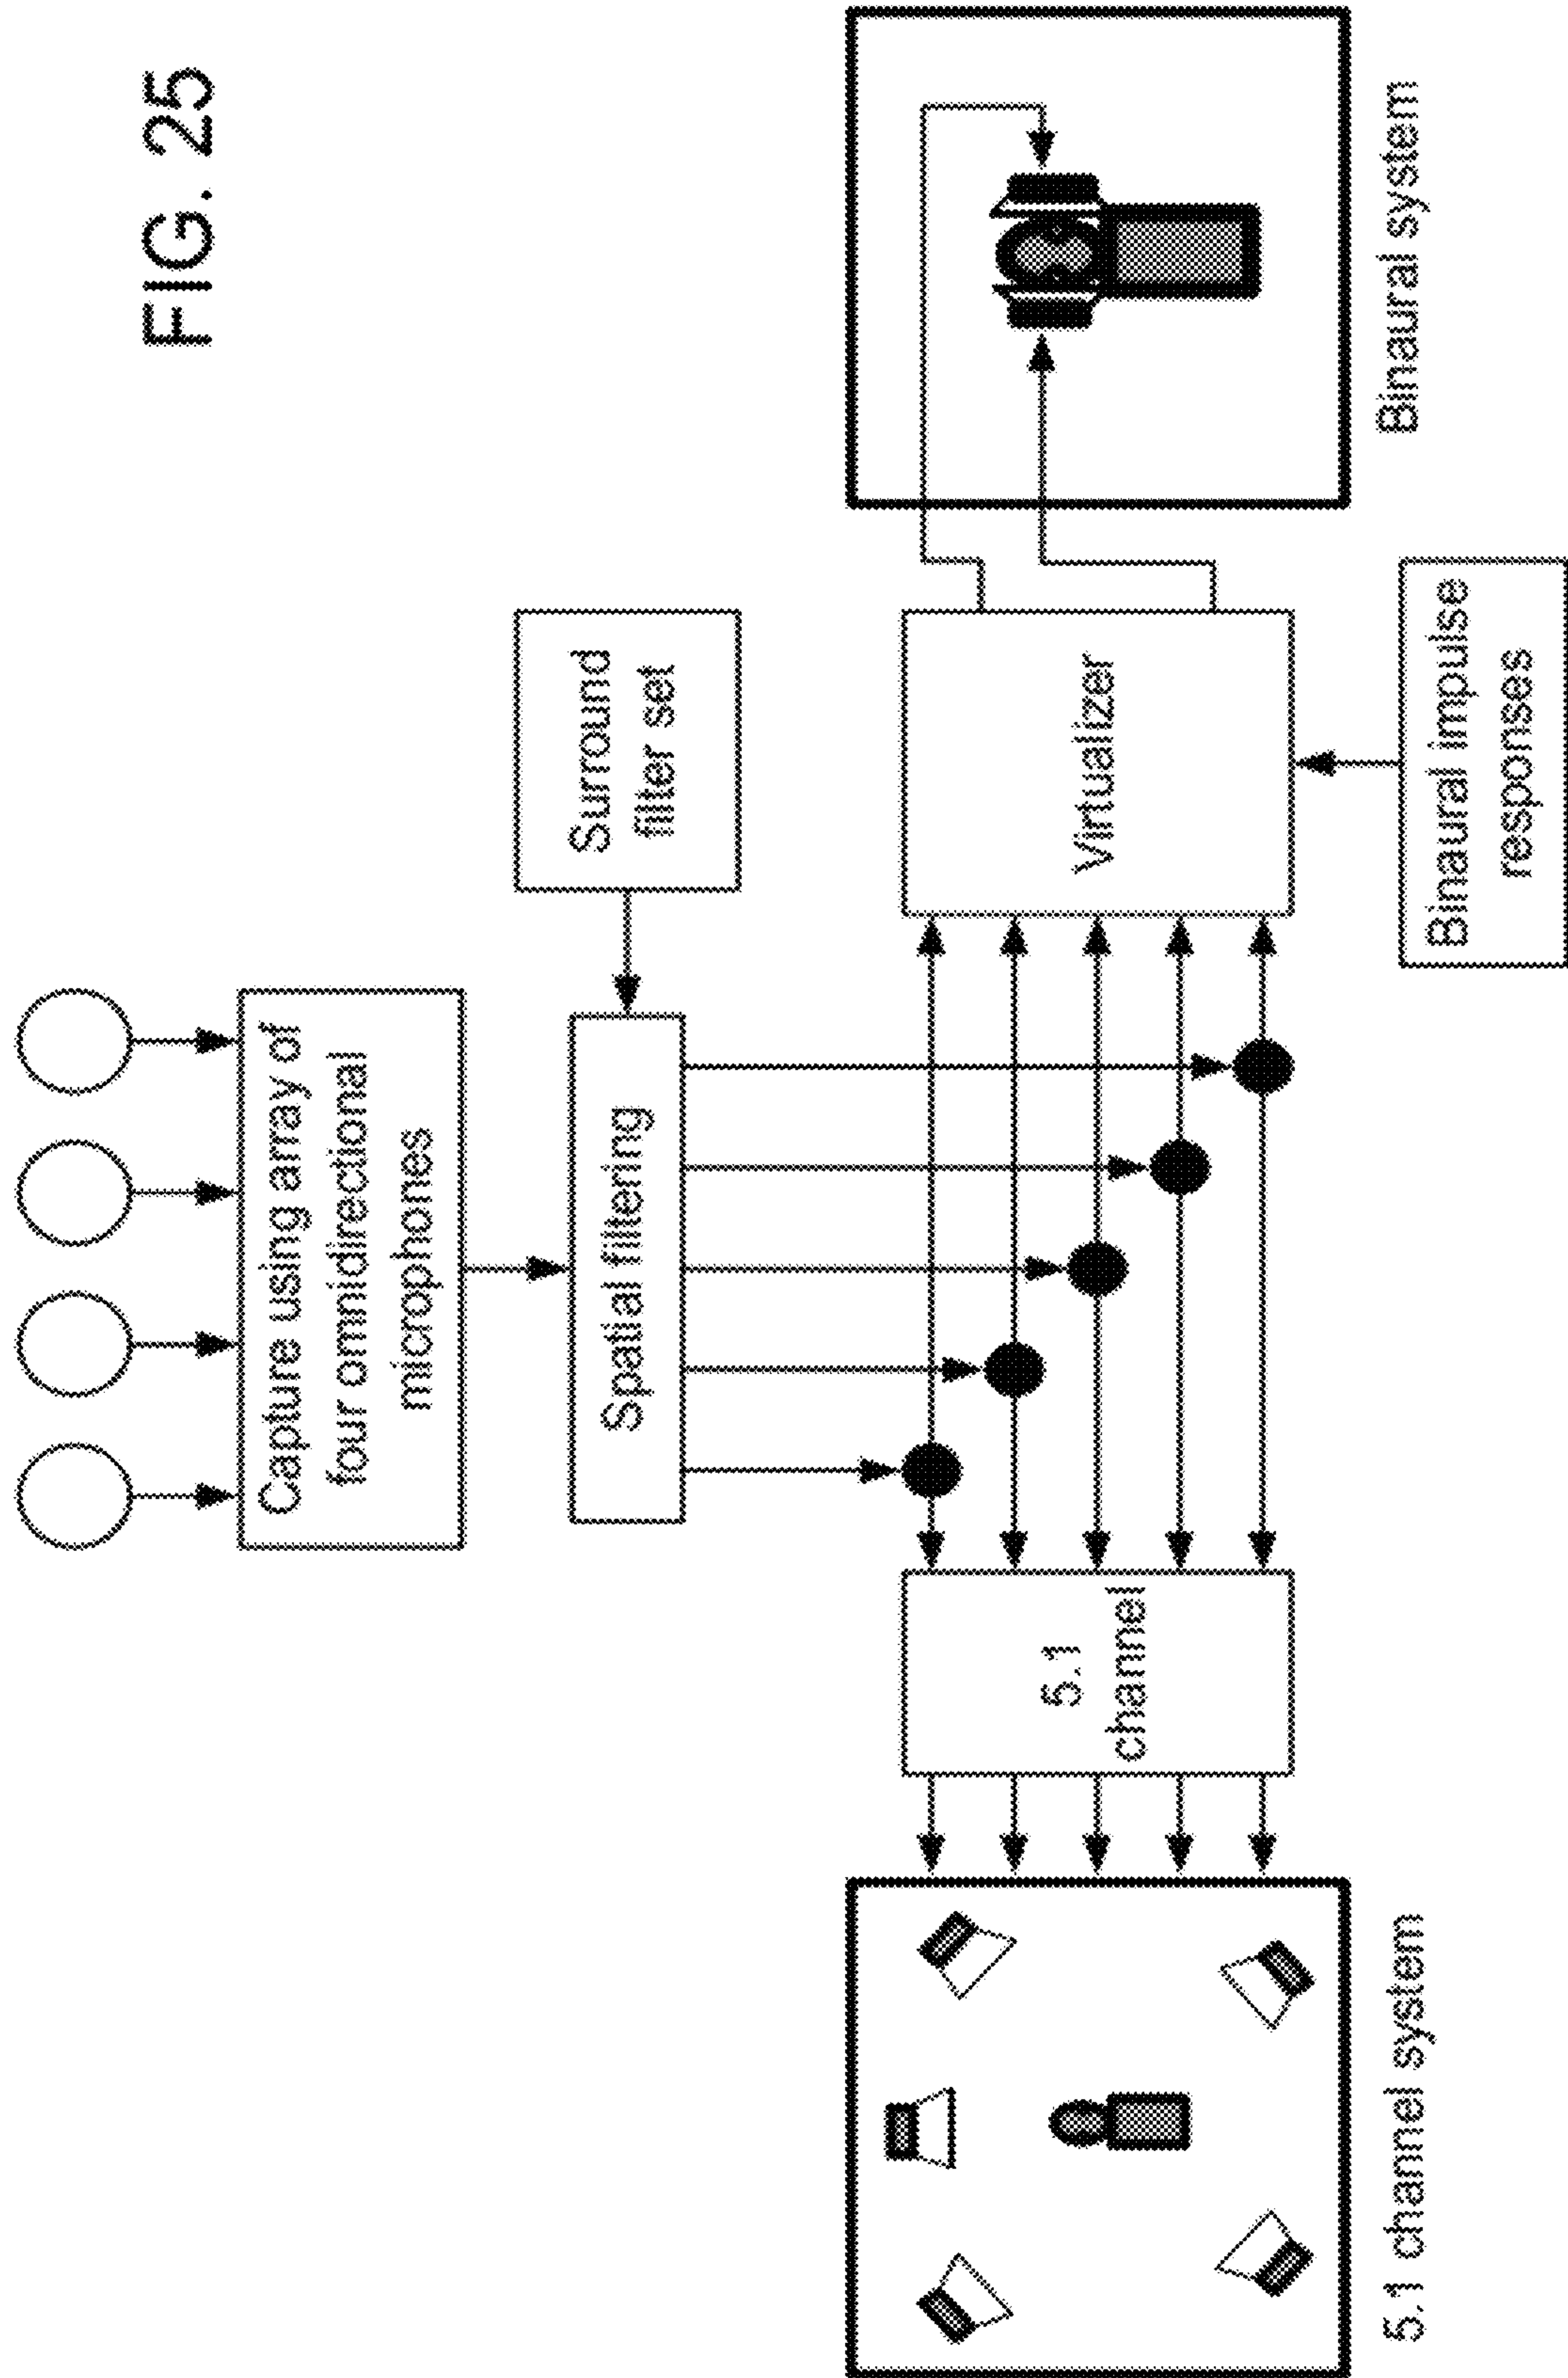 FIG. 25
Capture using array of
four omnidirectional
microphones
Spatial filtering
Surround
filter set
5.1
channel
Virtualizer
Binaural impulse
responses
5.1 channel system
Binaural system